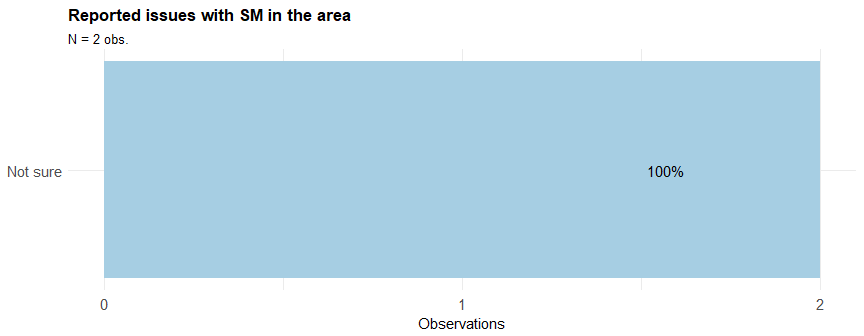 Reported issues with SM in the area
N = 2 obs.
Not sure
100%
0 1 2
Observations